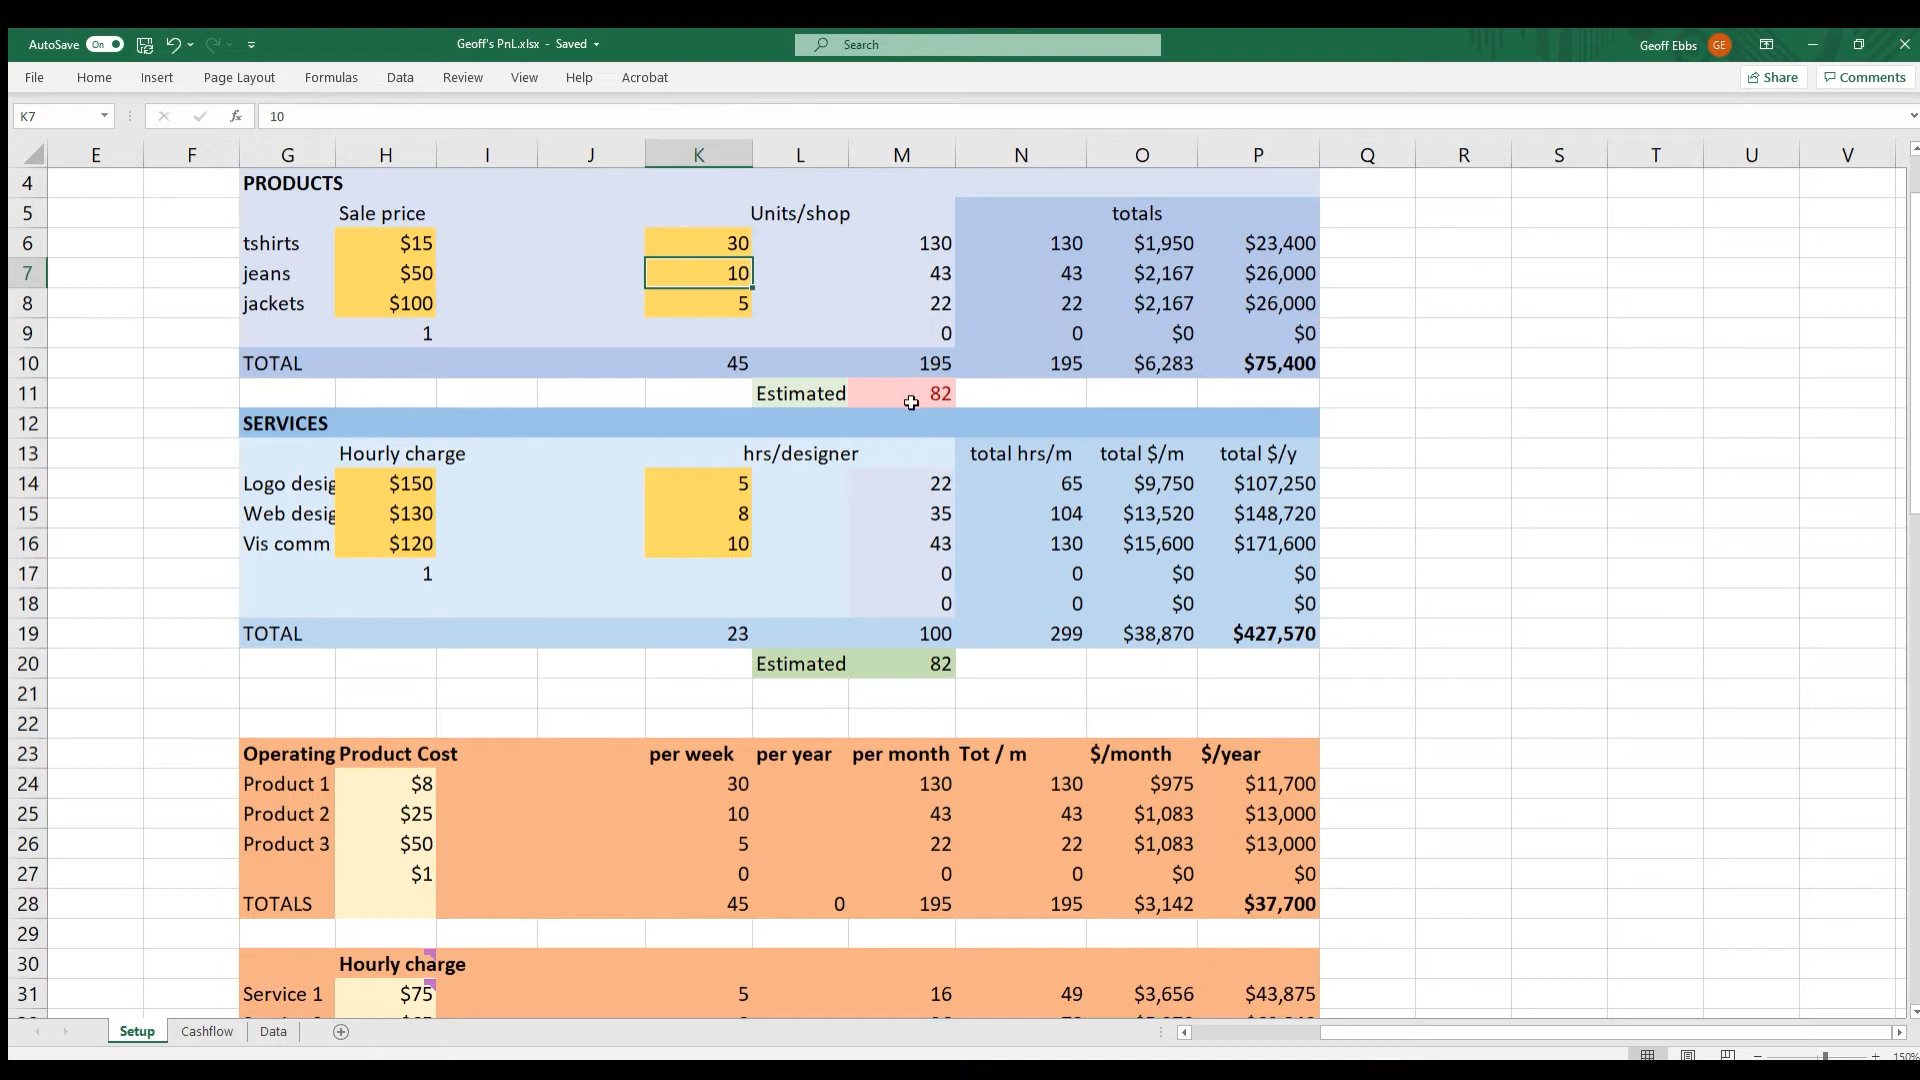 AutoSave On Geoff's PnL.xlsx - Saved Search Geoff Ebbs GE
File Home Insert Page Layout Formulas Data Review View Help Acrobat Share Comments
K7 fx 10
E F G H I J K L M N O P Q R S T U V
4 PRODUCTS
5 Sale price Units/shop totals
6 tshirts $15 30 130 130 $1,950 $23,400
7 jeans $50 10 43 43 $2,167 $26,000
8 jackets $100 5 22 22 $2,167 $26,000
9 1 0 0 $0 $0
10 TOTAL 45 195 195 $6,283 $75,400
11 Estimated 82
12 SERVICES
13 Hourly charge hrs/designer total hrs/m total $/m total $/y
14 Logo desig $150 5 22 65 $9,750 $107,250
15 Web desig $130 8 35 104 $13,520 $148,720
16 Vis comm $120 10 43 130 $15,600 $171,600
17 1 0 0 $0 $0
18 0 0 $0 $0
19 TOTAL 23 100 299 $38,870 $427,570
20 Estimated 82
21
22
23 Operating Product Cost per week per year per month Tot / m $/month $/year
24 Product 1 $8 30 130 130 $975 $11,700
25 Product 2 $25 10 43 43 $1,083 $13,000
26 Product 3 $50 5 22 22 $1,083 $13,000
27 $1 0 0 0 $0 $0
28 TOTALS 45 0 195 195 $3,142 $37,700
29
30 Hourly charge
31 Service 1 $75 5 16 49 $3,656 $43,875
Setup Cashflow Data
150%